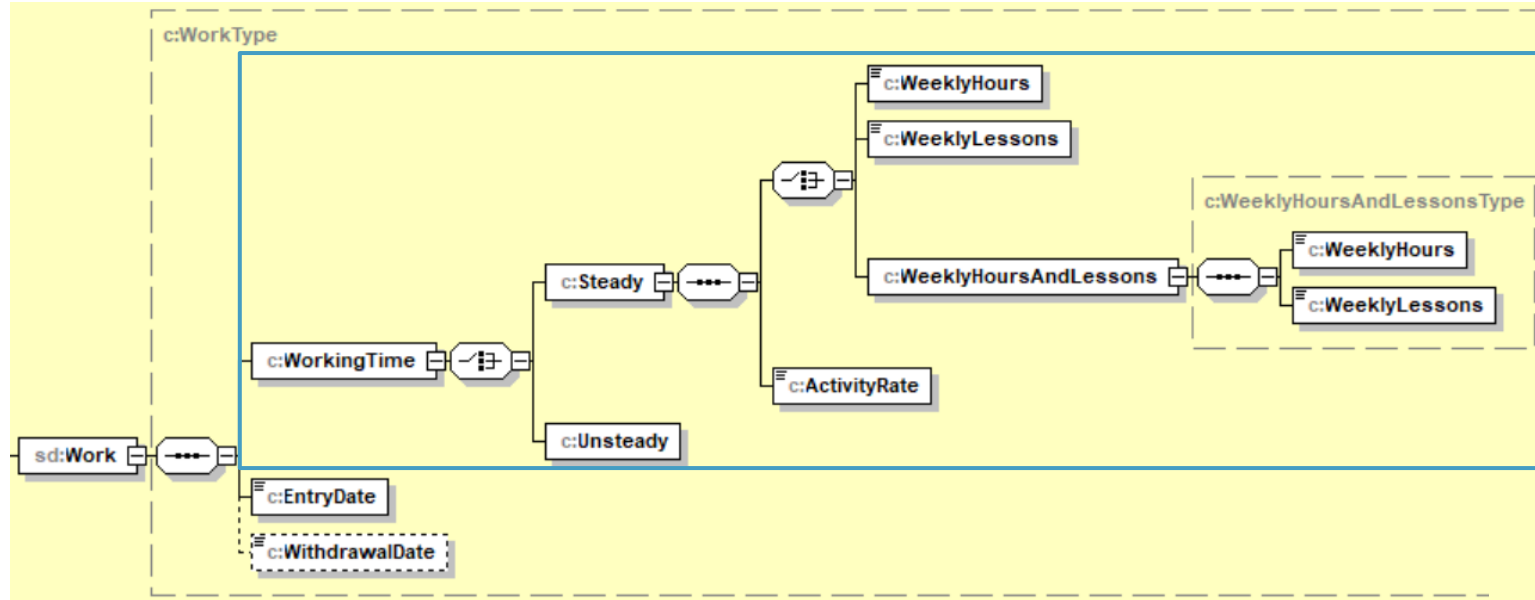 c:WorkType
c:WeeklyHours
c:WeeklyLessons
c:WeeklyHoursAndLessonsType
c:WeeklyHours
c:WeeklyHoursAndLessons
c:Steady
c:WeeklyLessons
c:WorkingTime
c:ActivityRate
c:Unsteady
sd:Work
c:EntryDate
c:WithdrawalDate